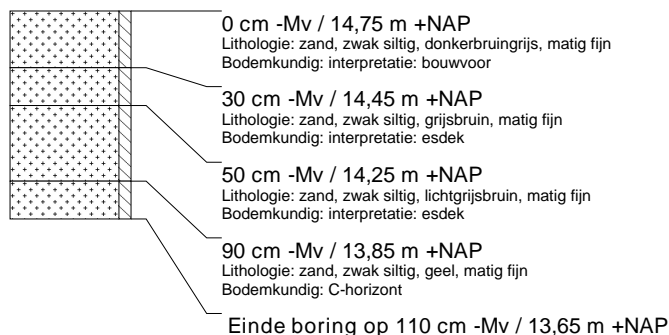 0 cm -Mv / 14,75 m +NAP
Lithologie: zand, zwak siltig, donkerbruingrijs, matig fijn
Bodemkundig: interpretatie: bouwvoor
30 cm -Mv / 14,45 m +NAP
Lithologie: zand, zwak siltig, grijsbruin, matig fijn
Bodemkundig: interpretatie: esdek
50 cm -Mv / 14,25 m +NAP
Lithologie: zand, zwak siltig, lichtgrijsbruin, matig fijn
Bodemkundig: interpretatie: esdek
90 cm -Mv / 13,85 m +NAP
Lithologie: zand, zwak siltig, geel, matig fijn
Bodemkundig: C-horizont
Einde boring op 110 cm -Mv / 13,65 m +NAP